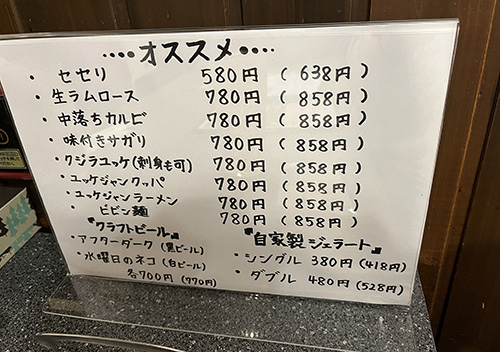 ••••オススメ••••
・セセリ 580円 (638円)
・生ラムロース 780円 (858円)
・中落ちカルビ 780円 (858円)
・味付きサガリ 780円 (858円)
・クジラユッケ(刺身も可) 780円 (858円)
・ユッケジャンクッパ 780円 (858円)
・ユッケジャンラーメン 780円 (858円)
・ビビン麺 780円 (858円)
『クラフトビール』
・アフターダーク (黒ビール)
・水曜日のネコ (白ビール)
各700円 (770円)
『自家製ジェラート』
・シングル 380円 (418円)
・ダブル 480円 (528円)